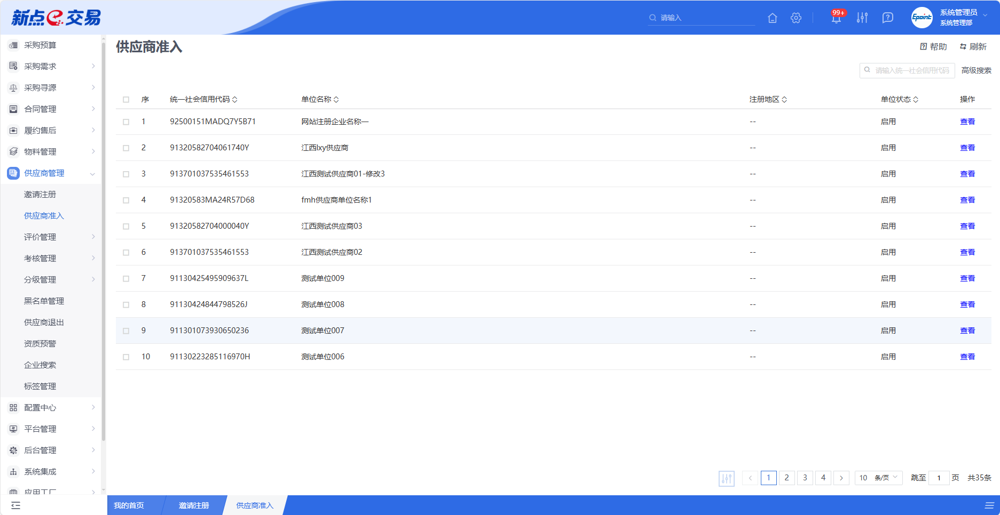 新点e交易
请输入
99+
Epoint
系统管理员
系统管理部
采购预算
采购需求
采购寻源
合同管理
履约售后
物料管理
供应商管理
邀请注册
供应商准入
评价管理
考核管理
分级管理
黑名单管理
供应商退出
资质预警
企业搜索
标签管理
配置中心
平台管理
后台管理
系统集成
应用工厂
供应商准入
帮助 刷新
请输入统一社会信用代码 高级搜索
序 统一社会信用代码 单位名称 注册地区 单位状态 操作
1 92500151MADQ7Y5B71 网站注册企业名称一 -- 启用 查看
2 91320582704061740Y 江西lxy供应商 -- 启用 查看
3 913701037535461553 江西测试供应商01-修改3 -- 启用 查看
4 91320583MA24R57D68 fmh供应商单位名称1 -- 启用 查看
5 91320582704000040Y 江西测试供应商03 -- 启用 查看
6 913701037535461553 江西测试供应商02 -- 启用 查看
7 91130425495909637L 测试单位009 -- 启用 查看
8 91130424844798526J 测试单位008 -- 启用 查看
9 911301073930650236 测试单位007 -- 启用 查看
10 91130223285116970H 测试单位006 -- 启用 查看
1 2 3 4 10 条/页 跳至 1 页 共35条
我的首页 邀请注册 供应商准入